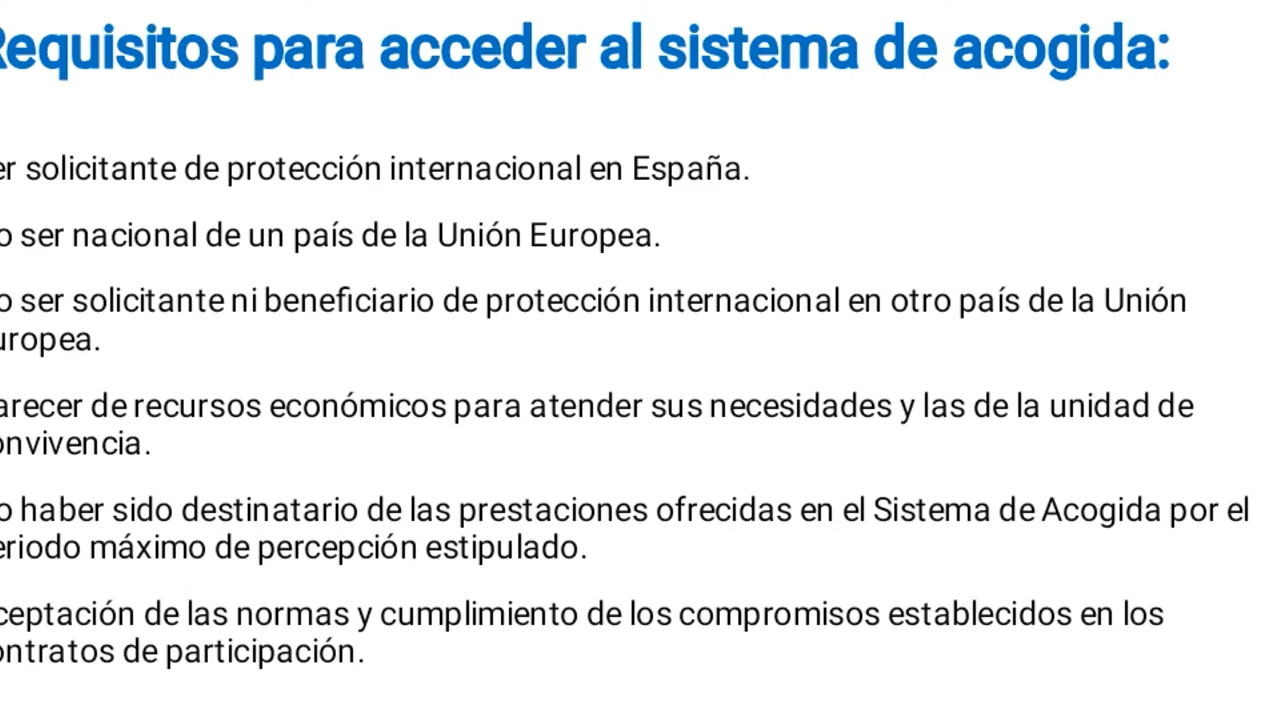 Requisitos para acceder al sistema de acogida:
er solicitante de protección internacional en España.
o ser nacional de un país de la Unión Europea.
o ser solicitante ni beneficiario de protección internacional en otro país de la Unión
uropea.
arecer de recursos económicos para atender sus necesidades y las de la unidad de
onvivencia.
o haber sido destinatario de las prestaciones ofrecidas en el Sistema de Acogida por el
eriodo máximo de percepción estipulado.
ceptación de las normas y cumplimiento de los compromisos establecidos en los
ontratos de participación.